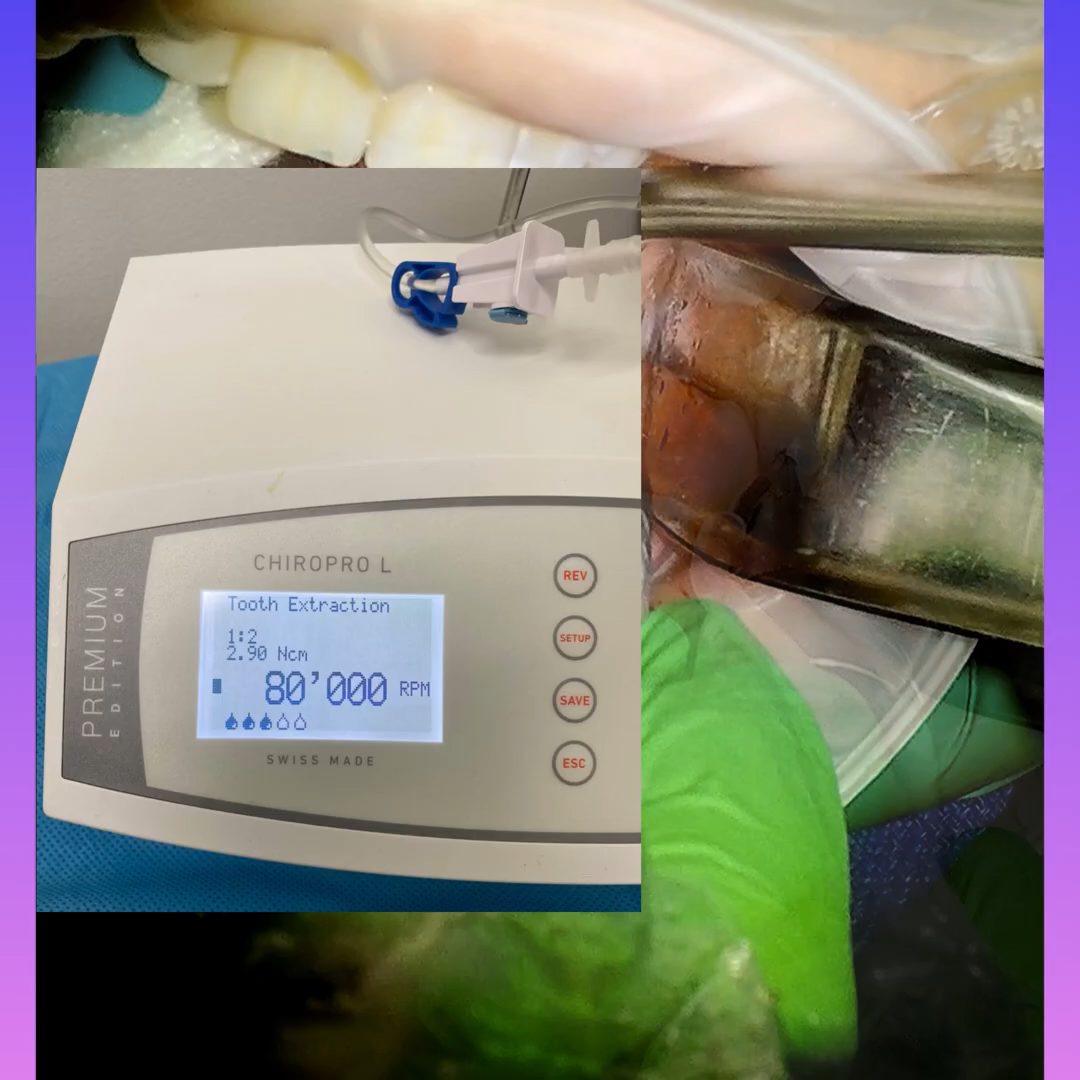 CHIROPRO L
Tooth Extraction
1:2
2.90 Ncm
80’000 RPM
SWISS MADE
PREMIUM
EDITION
REV
SETUP
SAVE
ESC